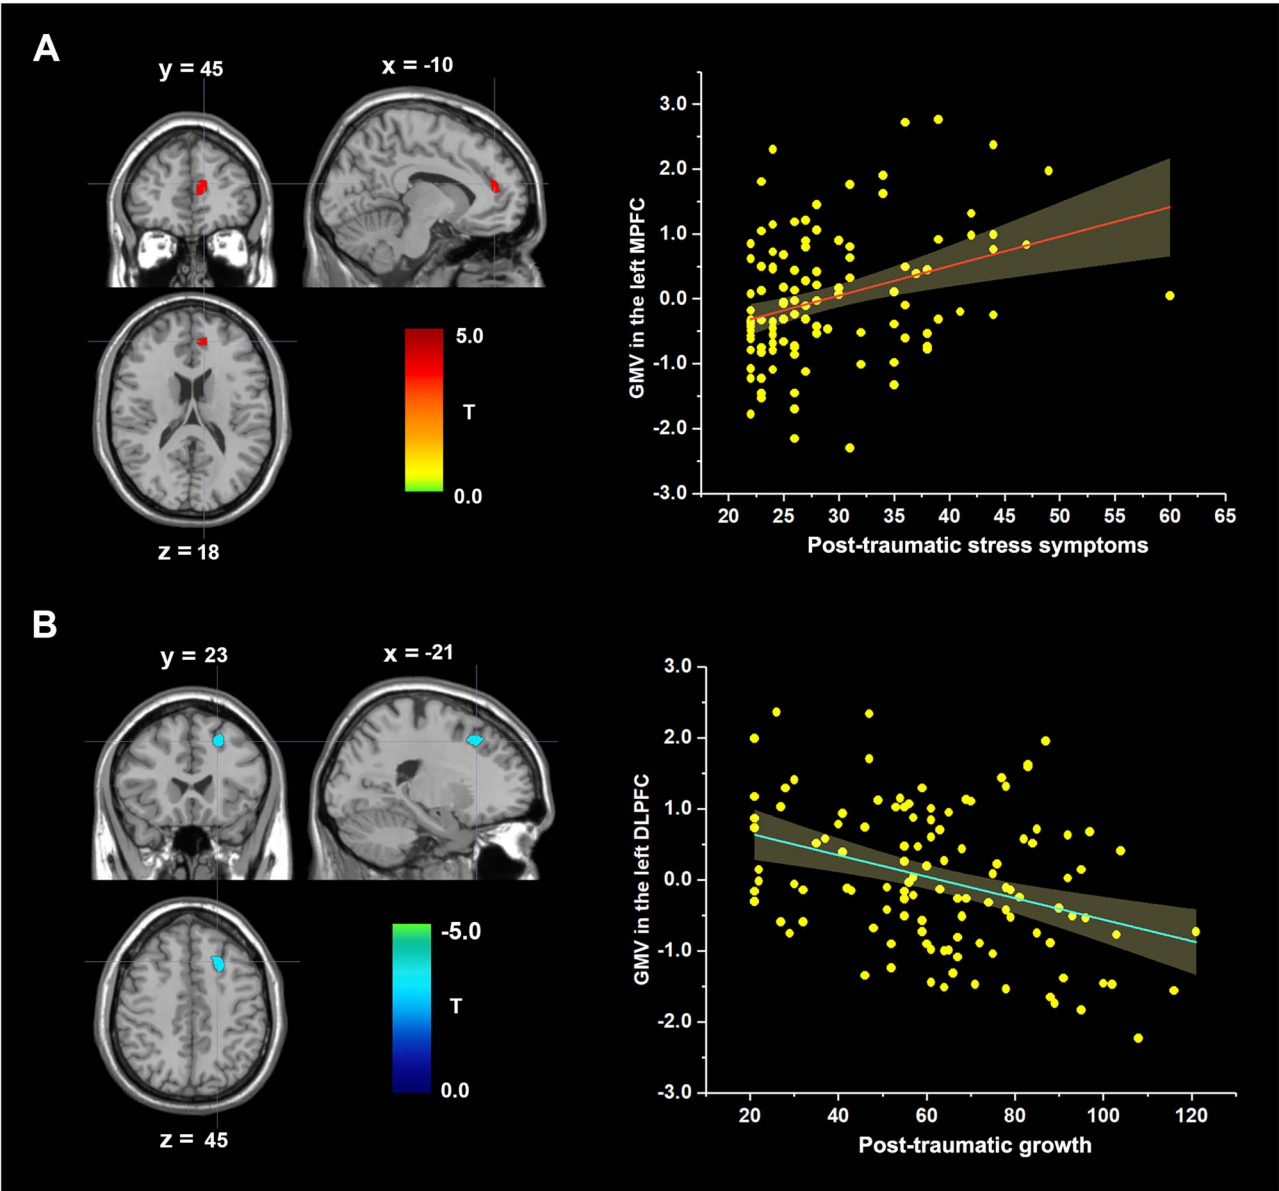 A
y = 45
x = -10
z = 18
5.0
T
0.0
GMV in the left MPFC
3.0
2.0
1.0
0.0
-1.0
-2.0
-3.0
20 25 30 35 40 45 50 55 60 65
Post-traumatic stress symptoms
B
y = 23
x = -21
z = 45
-5.0
T
0.0
GMV in the left DLPFC
3.0
2.0
1.0
0.0
-1.0
-2.0
-3.0
20 40 60 80 100 120
Post-traumatic growth